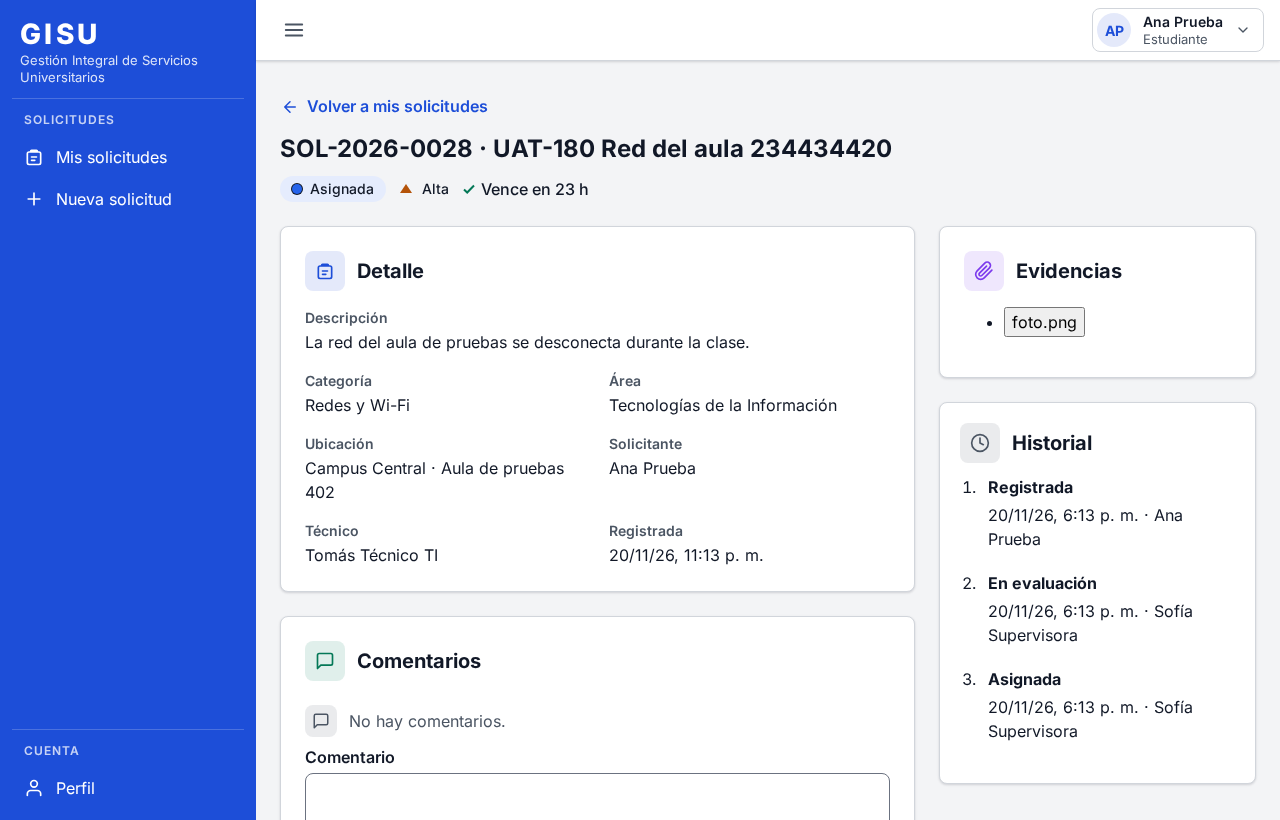 GISU
Gestión Integral de Servicios
Universitarios
SOLICITUDES
Mis solicitudes
Nueva solicitud
CUENTA
Perfil
AP
Ana Prueba
Estudiante
Volver a mis solicitudes
SOL-2026-0028 · UAT-180 Red del aula 234434420
Asignada
Alta
Vence en 23 h
Detalle
Descripción
La red del aula de pruebas se desconecta durante la clase.
Categoría
Redes y Wi-Fi
Área
Tecnologías de la Información
Ubicación
Campus Central · Aula de pruebas
402
Solicitante
Ana Prueba
Técnico
Tomás Técnico TI
Registrada
20/11/26, 11:13 p. m.
Comentarios
No hay comentarios.
Comentario
Evidencias
foto.png
Historial
1. Registrada
20/11/26, 6:13 p. m. · Ana
Prueba
2. En evaluación
20/11/26, 6:13 p. m. · Sofía
Supervisora
3. Asignada
20/11/26, 6:13 p. m. · Sofía
Supervisora